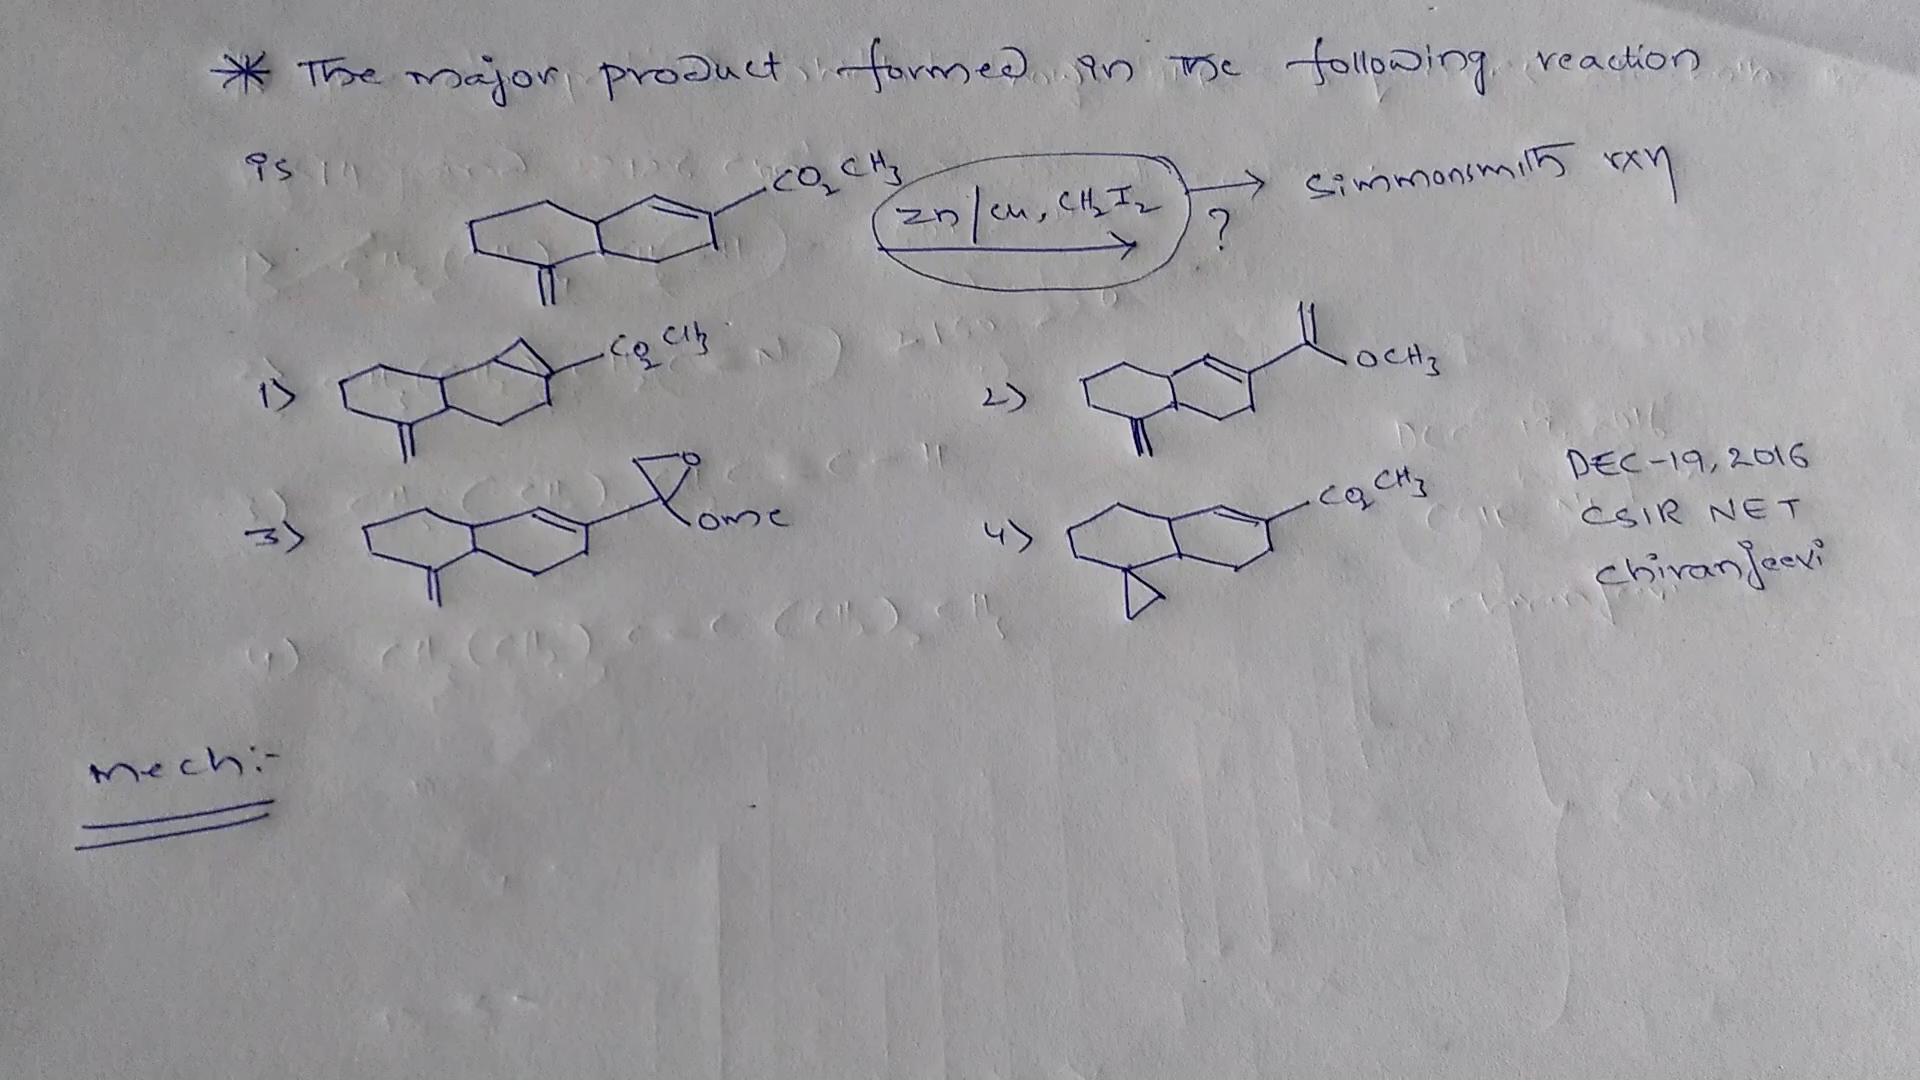 * The major product formed in the following reaction
is
CO2CH3
Zn/Cu, CH2I2
?
Simmonsmith rxn
1) CO2CH3
2) OCH3
3) O
OMe
4) CO2CH3
DEC-19, 2016
CSIR NET
Chiranjeevi
Mech:-